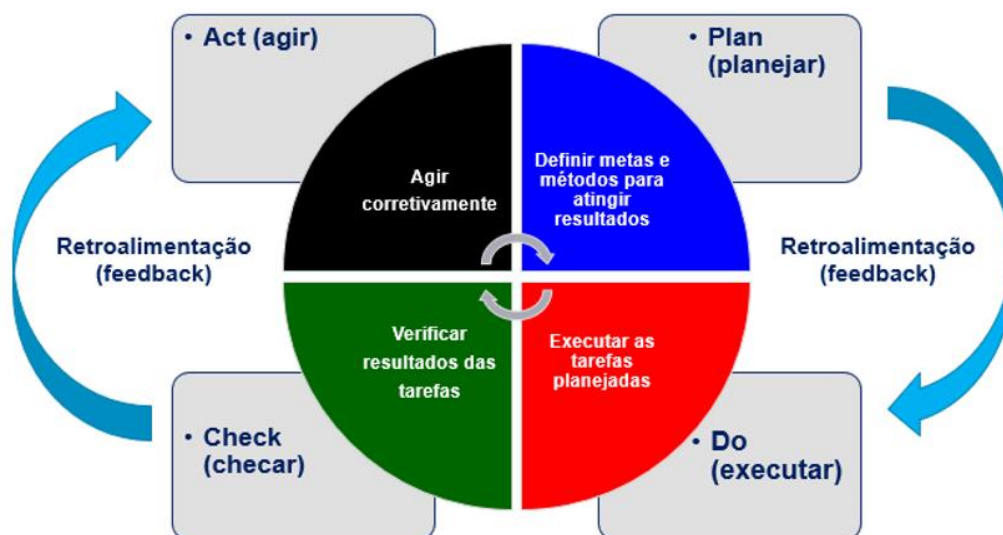 • Act (agir)
• Plan
(planejar)
Agir
corretivamente
Definir metas e
métodos para
atingir
resultados
Retroalimentação
(feedback)
Retroalimentação
(feedback)
Verificar
resultados das
tarefas
Executar as
tarefas
planejadas
• Check
(checar)
• Do
(executar)